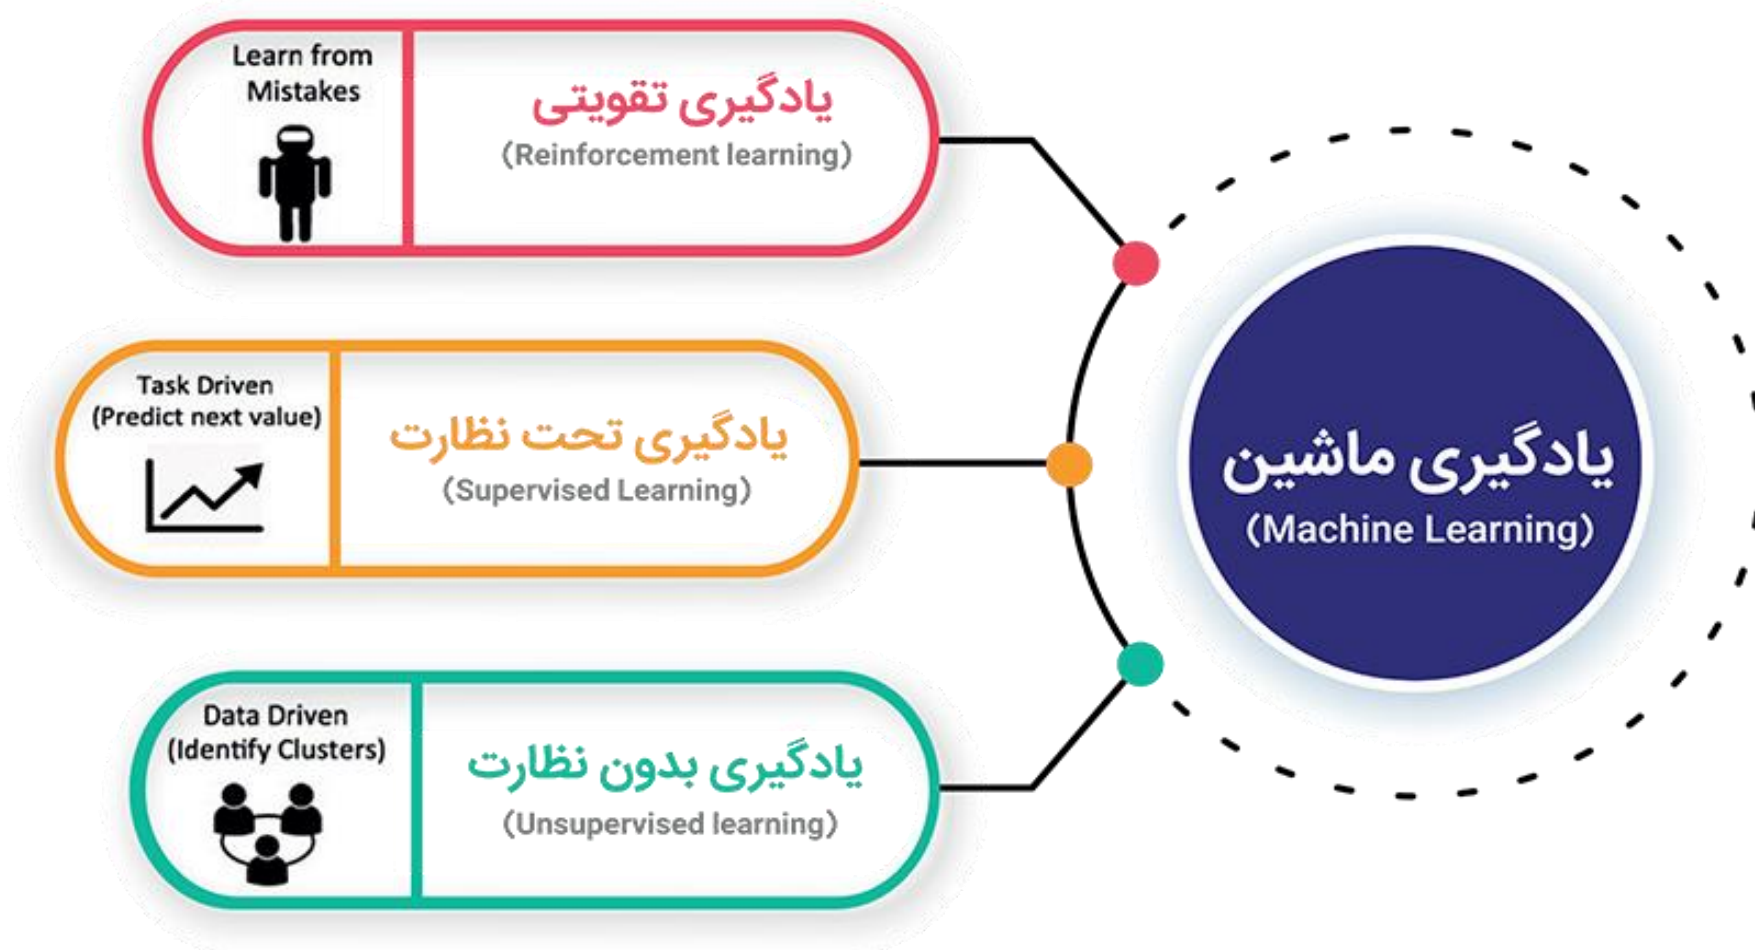 Learn from
Mistakes
یادگیری تقویتی
(Reinforcement learning)
Task Driven
(Predict next value)
یادگیری تحت نظارت
(Supervised Learning)
Data Driven
(Identify Clusters)
یادگیری بدون نظارت
(Unsupervised learning)
یادگیری ماشین
(Machine Learning)